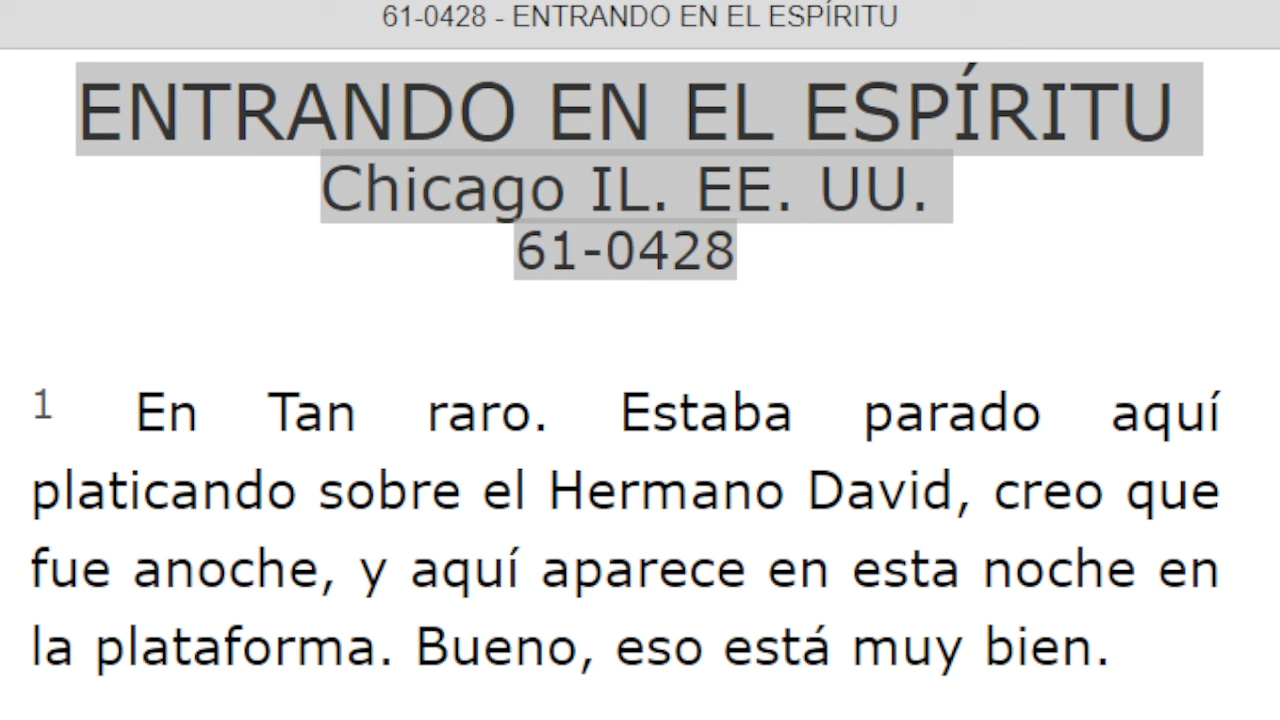 61-0428 - ENTRANDO EN EL ESPÍRITU
ENTRANDO EN EL ESPÍRITU
Chicago IL. EE. UU.
61-0428
1 En Tan raro. Estaba parado aquí
platicando sobre el Hermano David, creo que
fue anoche, y aquí aparece en esta noche en
la plataforma. Bueno, eso está muy bien.